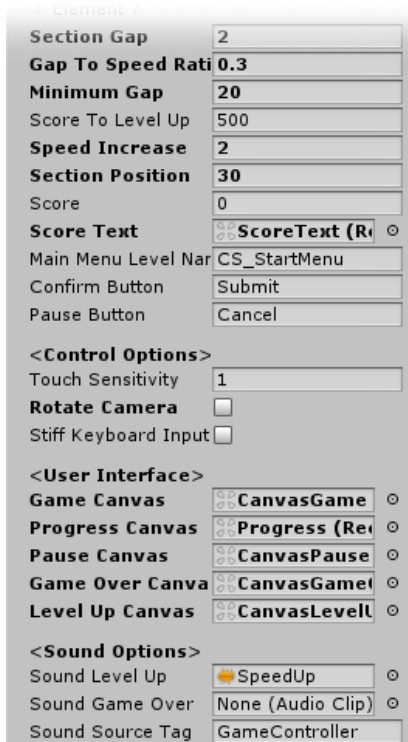 Section Gap 2
Gap To Speed Rati 0.3
Minimum Gap 20
Score To Level Up 500
Speed Increase 2
Section Position 30
Score 0
Score Text ScoreText (Re
Main Menu Level Nar CS_StartMenu
Confirm Button Submit
Pause Button Cancel
<Control Options>
Touch Sensitivity 1
Rotate Camera
Stiff Keyboard Input
<User Interface>
Game Canvas CanvasGame
Progress Canvas Progress (Rec
Pause Canvas CanvasPause
Game Over Canva CanvasGame
Level Up Canvas CanvasLevel
<Sound Options>
Sound Level Up SpeedUp
Sound Game Over None (Audio Clip)
Sound Source Tag GameController